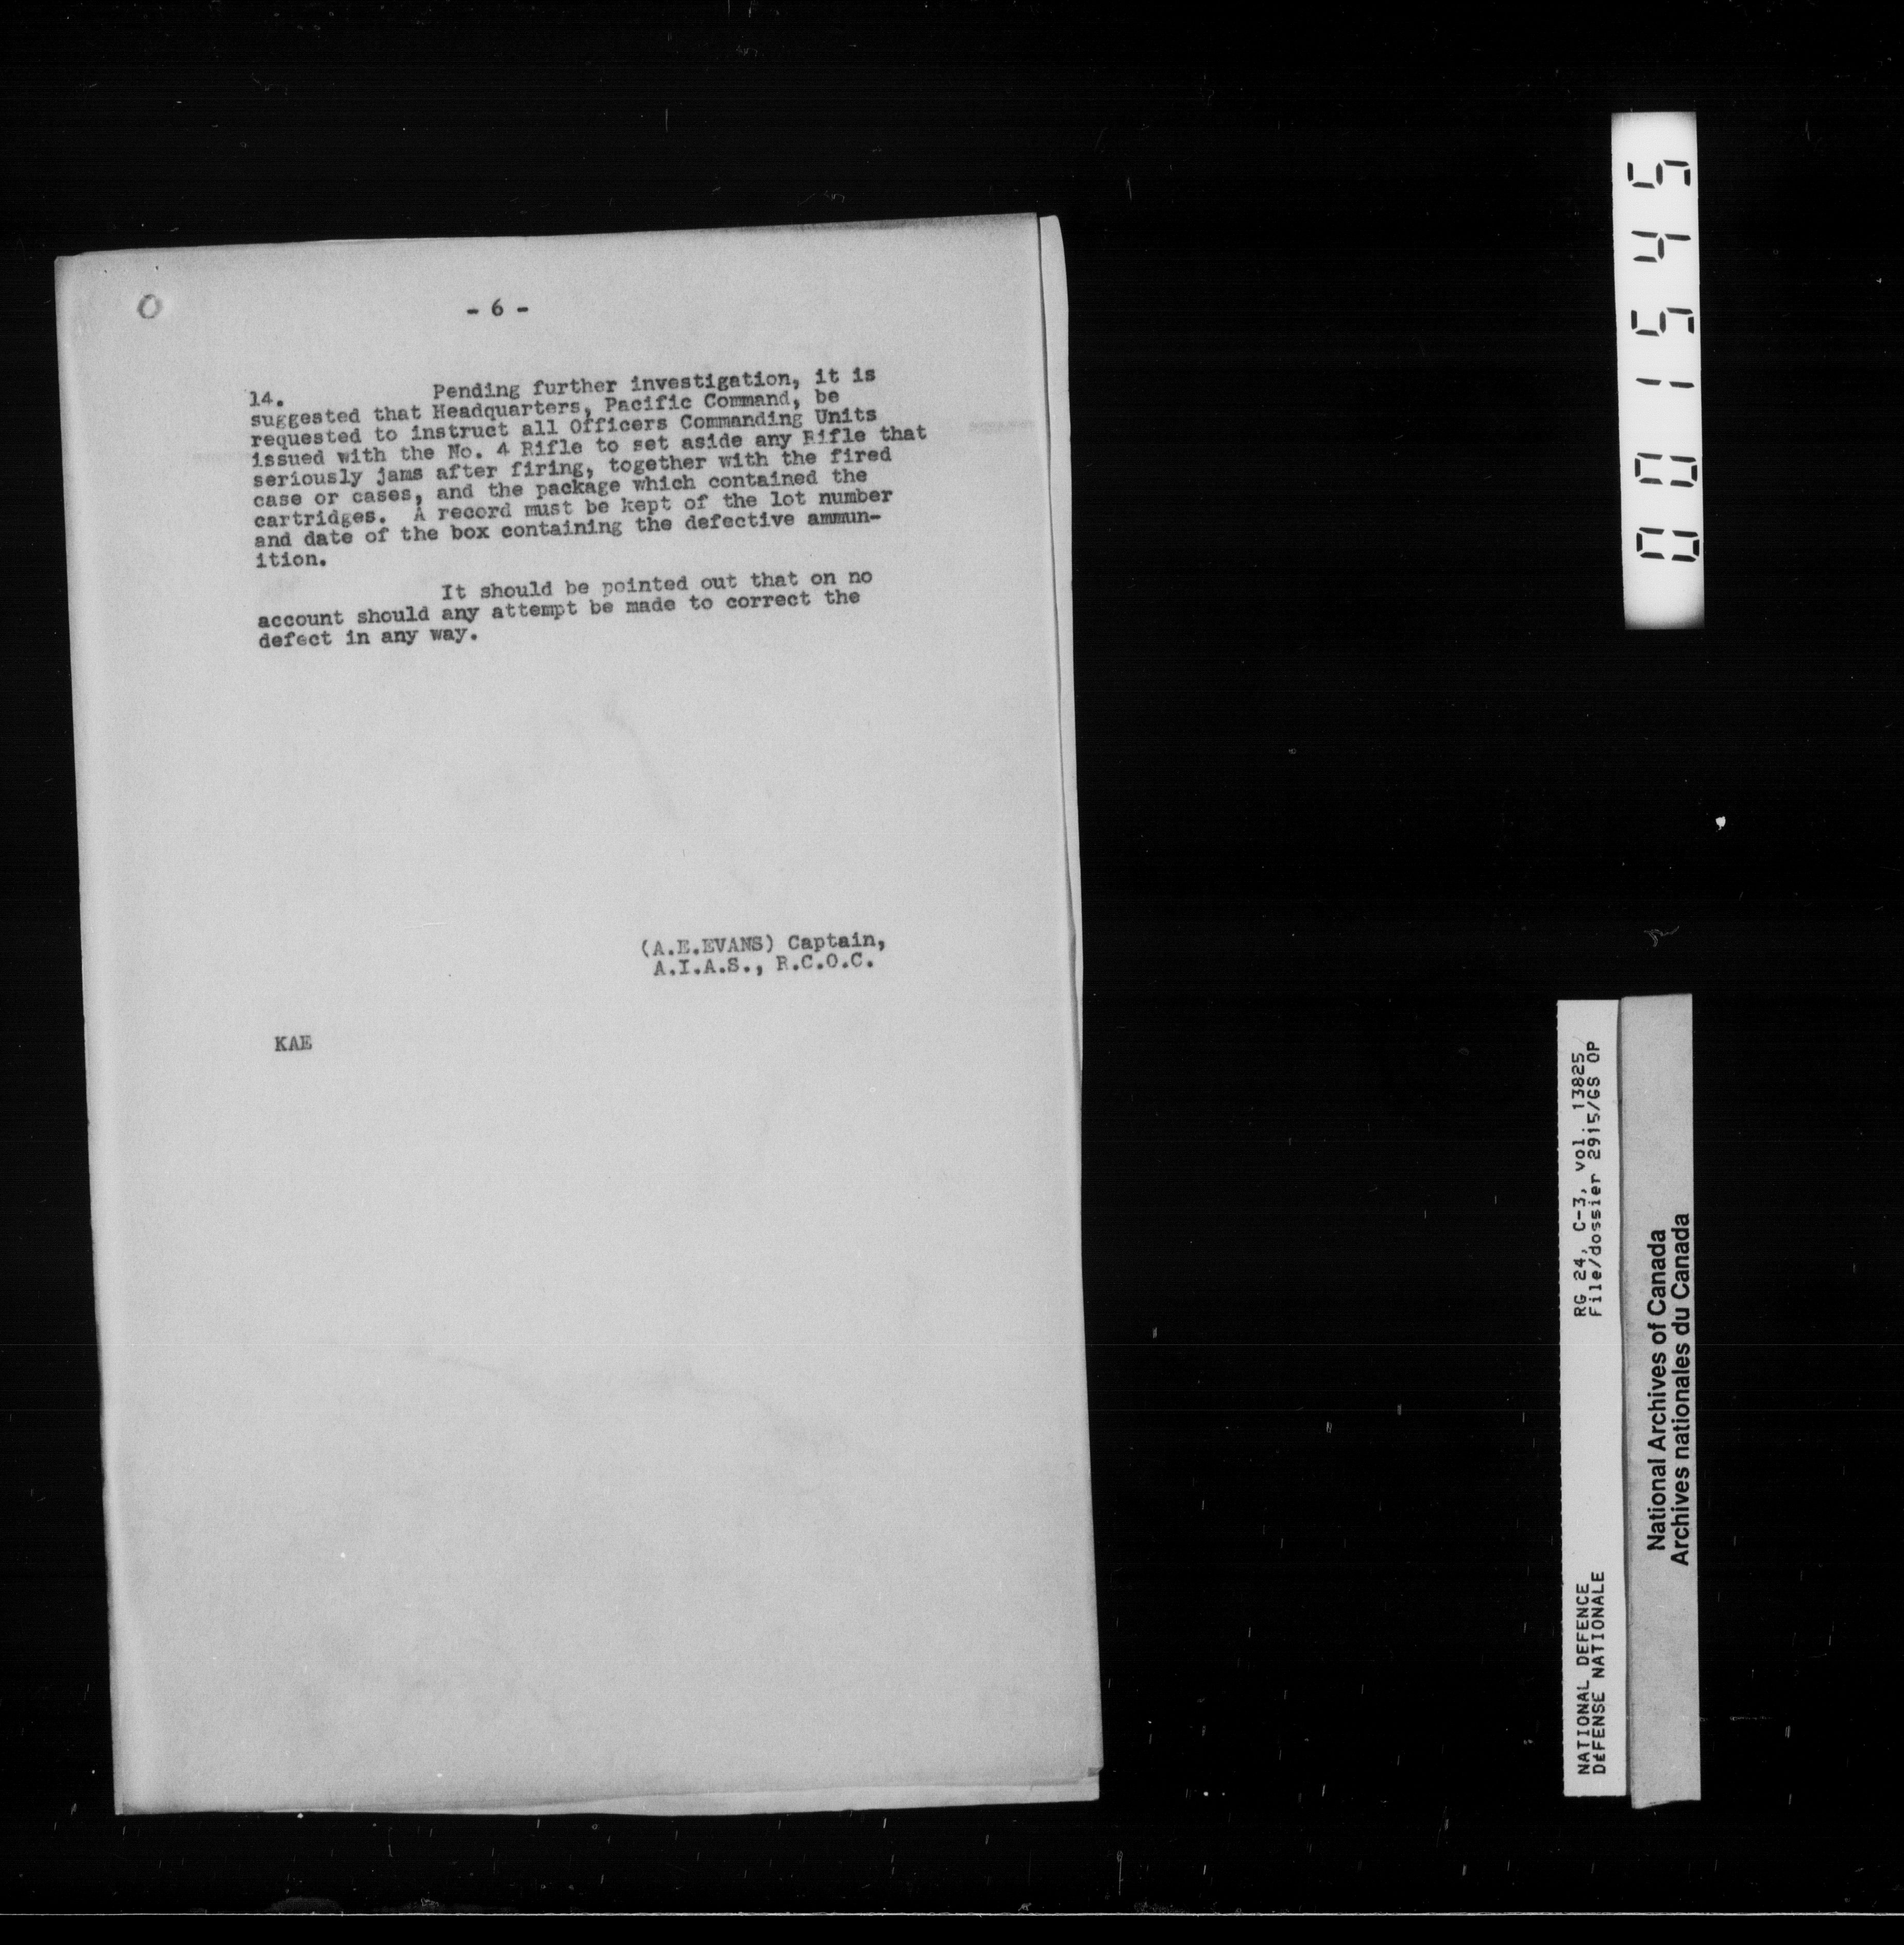 - 6 -
14. Pending further investigation, it is
suggested that Headquarters, Pacific Command, be
requested to instruct all Officers Commanding Units
issued with the No. 4 Rifle to set aside any Rifle that
seriously jams after firing, together with the fired
case or cases, and the package which contained the
cartridges. A record must be kept of the lot number
and date of the box containing the defective ammun-
ition.
It should be pointed out that on no
account should any attempt be made to correct the
defect in any way.
(A.E.EVANS) Captain,
A.I.A.S., R.C.O.C.
KAE
001545
NATIONAL DEFENCE RG 24, C-3, vol. 13825
DéFENSE NATIONALE File/dossier 2915/GS OP
National Archives of Canada
Archives nationales du Canada